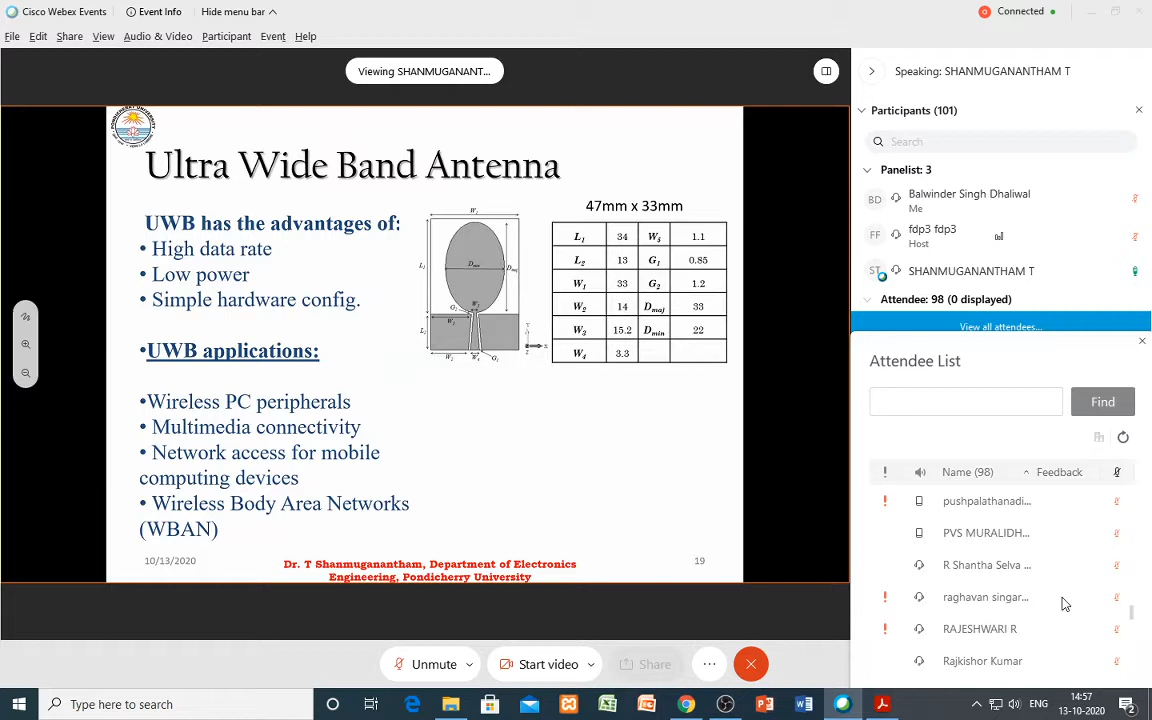 Cisco Webex Events
Event Info
Hide menu bar
Connected
File Edit Share View Audio & Video Participant Event Help
Viewing SHANMUGANANT...
Speaking: SHANMUGANANTHAM T
Participants (101)
Search
Panelist: 3
BD Balwinder Singh Dhaliwal
Me
FF fdp3 fdp3
Host
ST SHANMUGANANTHAM T
Attendee: 98 (0 displayed)
View all attendees...
Attendee List
Find
Name (98) Feedback
pushpalathanadi...
PVS MURALIDH...
R Shantha Selva ...
raghavan singar...
RAJESHWARI R
Rajkishor Kumar
Ultra Wide Band Antenna
UWB has the advantages of:
• High data rate
• Low power
• Simple hardware config.
•UWB applications:
•Wireless PC peripherals
• Multimedia connectivity
• Network access for mobile
computing devices
• Wireless Body Area Networks
(WBAN)
47mm x 33mm
L1 34 W5 1.1
L2 13 G1 0.85
W1 33 G2 1.2
W2 14 Dmaj 33
W3 15.2 Dmin 22
W4 3.3
10/13/2020
Dr. T Shanmuganantham, Department of Electronics
Engineering, Pondicherry University
19
Unmute
Start video
Share
Type here to search
ENG
14:57
13-10-2020
2